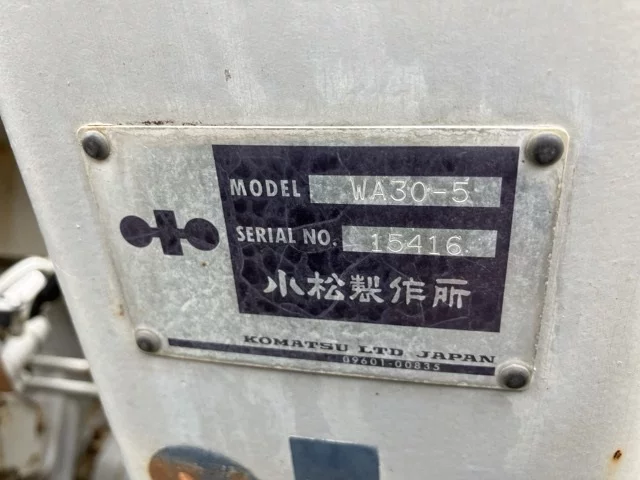 MODEL WA30-5
SERIAL NO. 15416
小松製作所
KOMATSU LTD JAPAN
09601-00835